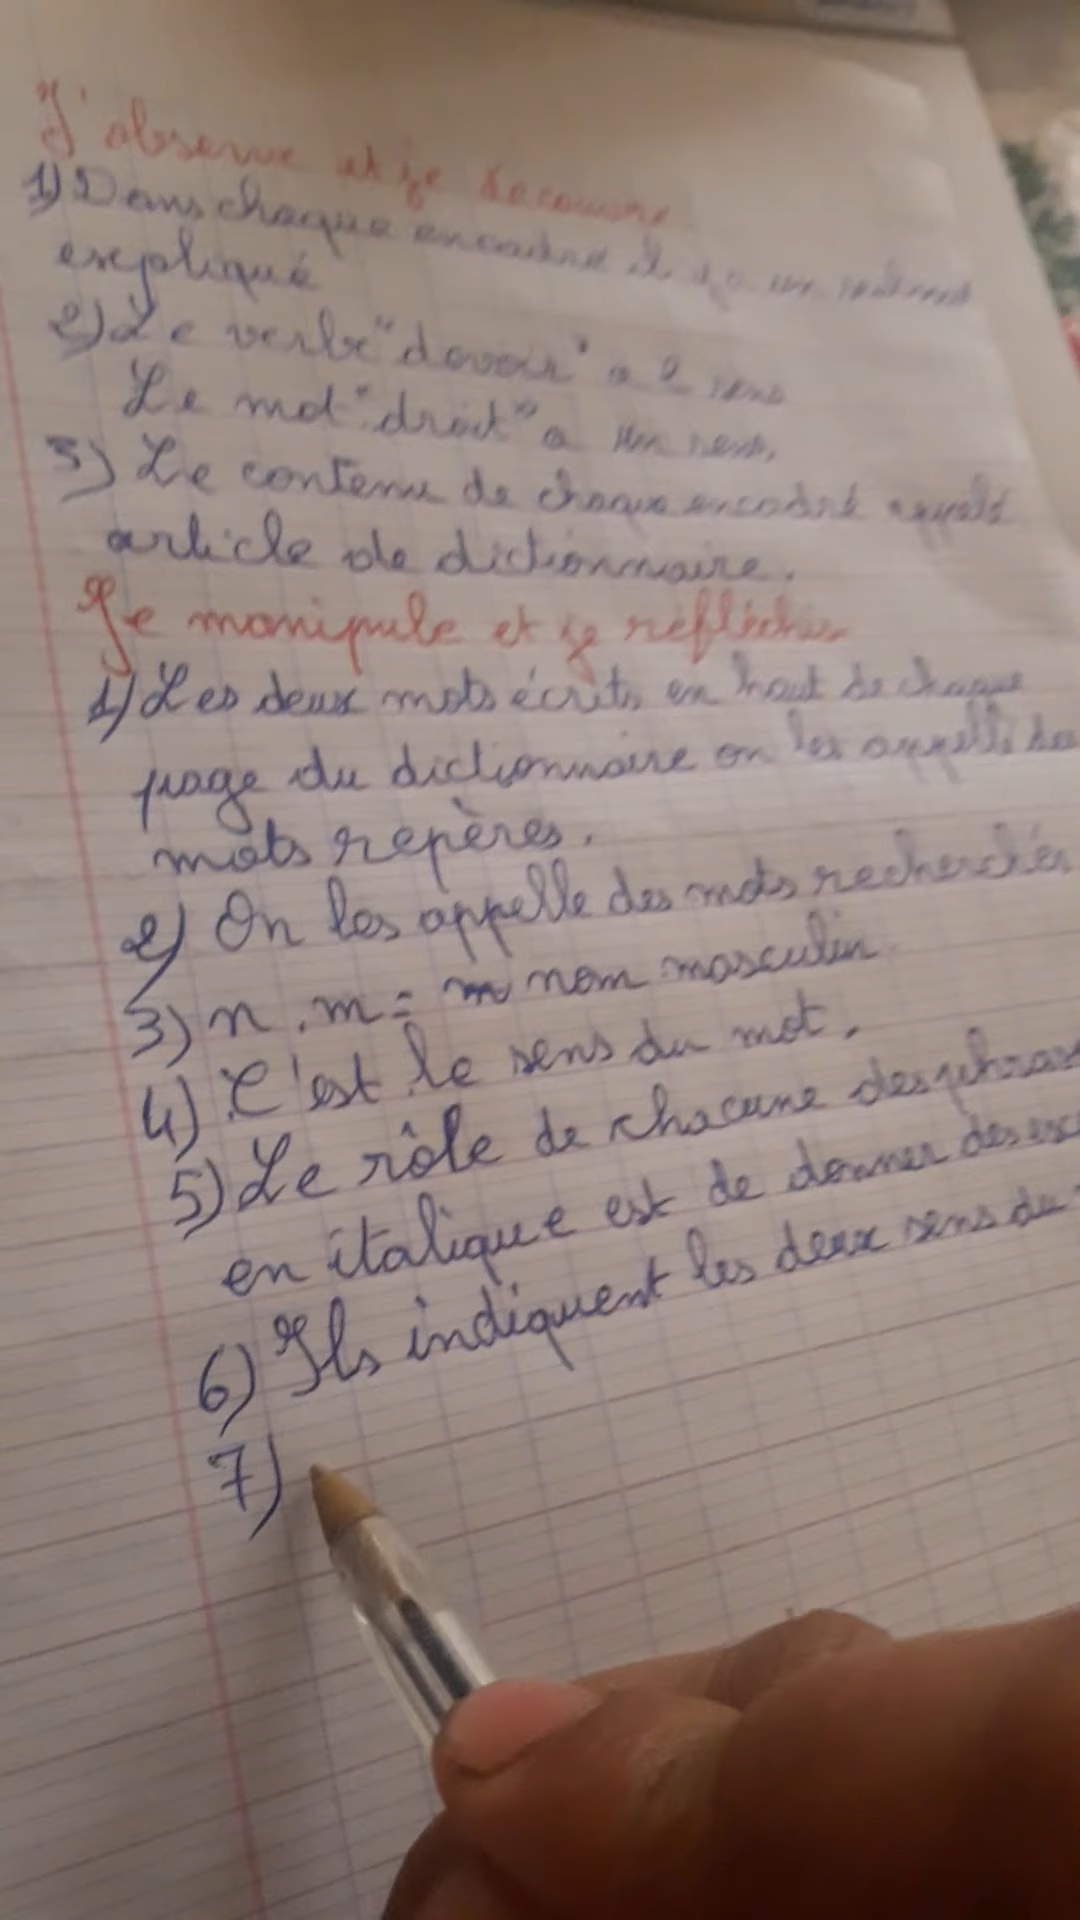 J'observe et je découvre
1) Dans chaque encadré il y a un
expliqué
2) Le verbe "devoir" a 2 sens
Le mot "droit" a un sens.
3) Le contenu de chaque encadré appelé
article de dictionnaire.
Je manipule et je réfléchis
1) Les deux mots écrits en haut de chaque
page du dictionnaire on les appelle des
mots repères.
2) On les appelle des mots recherchés
3) n.m = nom masculin
4) C'est le sens du mot.
5) Le rôle de chacune des phrases
en italique est de donner des
6) Ils indiquent les deux sens du
7)